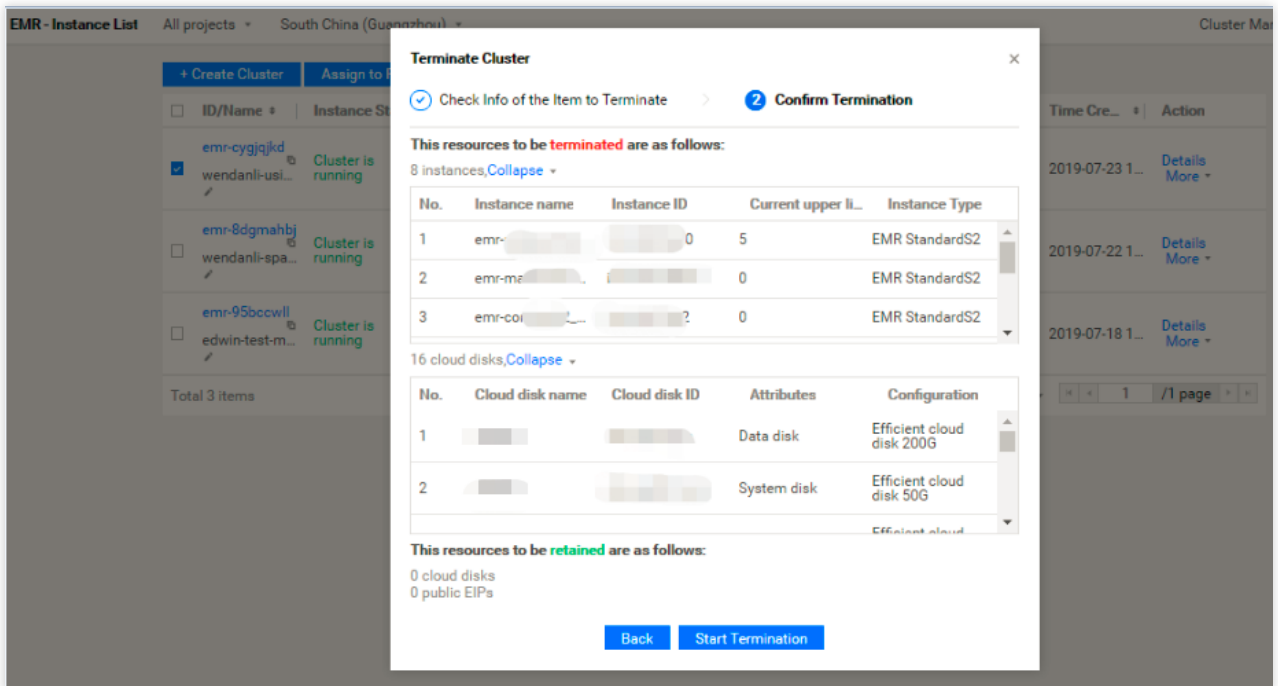 EMR - Instance List All projects South China (Guangzhou) Cluster Mar
+ Create Cluster Assign to P
ID/Name Instance St Time Cre... Action
emr-cygjqjkd
wendanli-usi...
Cluster is
running
2019-07-23 1...
Details
More
emr-8dgmahbj
wendanli-spa...
Cluster is
running
2019-07-22 1...
Details
More
emr-95bccwll
edwin-test-m...
Cluster is
running
2019-07-18 1...
Details
More
Total 3 items 1 /1 page
Terminate Cluster
Check Info of the Item to Terminate 2 Confirm Termination
This resources to be terminated are as follows:
8 instances,Collapse
No. Instance name Instance ID Current upper li... Instance Type
1 emr- 0 5 EMR StandardS2
2 emr-ma 0 EMR StandardS2
3 emr-cor 2 0 EMR StandardS2
16 cloud disks,Collapse
No. Cloud disk name Cloud disk ID Attributes Configuration
1 Data disk Efficient cloud
disk 200G
2 System disk Efficient cloud
disk 50G
Efficient cloud
This resources to be retained are as follows:
0 cloud disks
0 public EIPs
Back Start Termination